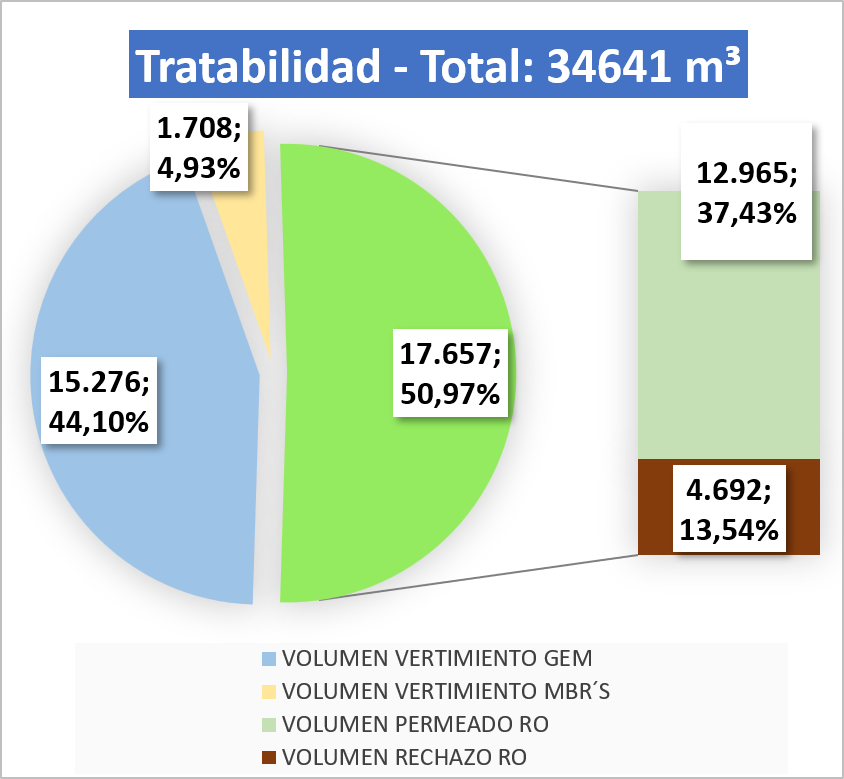 Tratabilidad - Total: 34641 m³
1.708;
4,93%
12.965;
37,43%
17.657;
50,97%
15.276;
44,10%
4.692;
13,54%
VOLUMEN VERTIMIENTO GEM
VOLUMEN VERTIMIENTO MBR´S
VOLUMEN PERMEADO RO
VOLUMEN RECHAZO RO